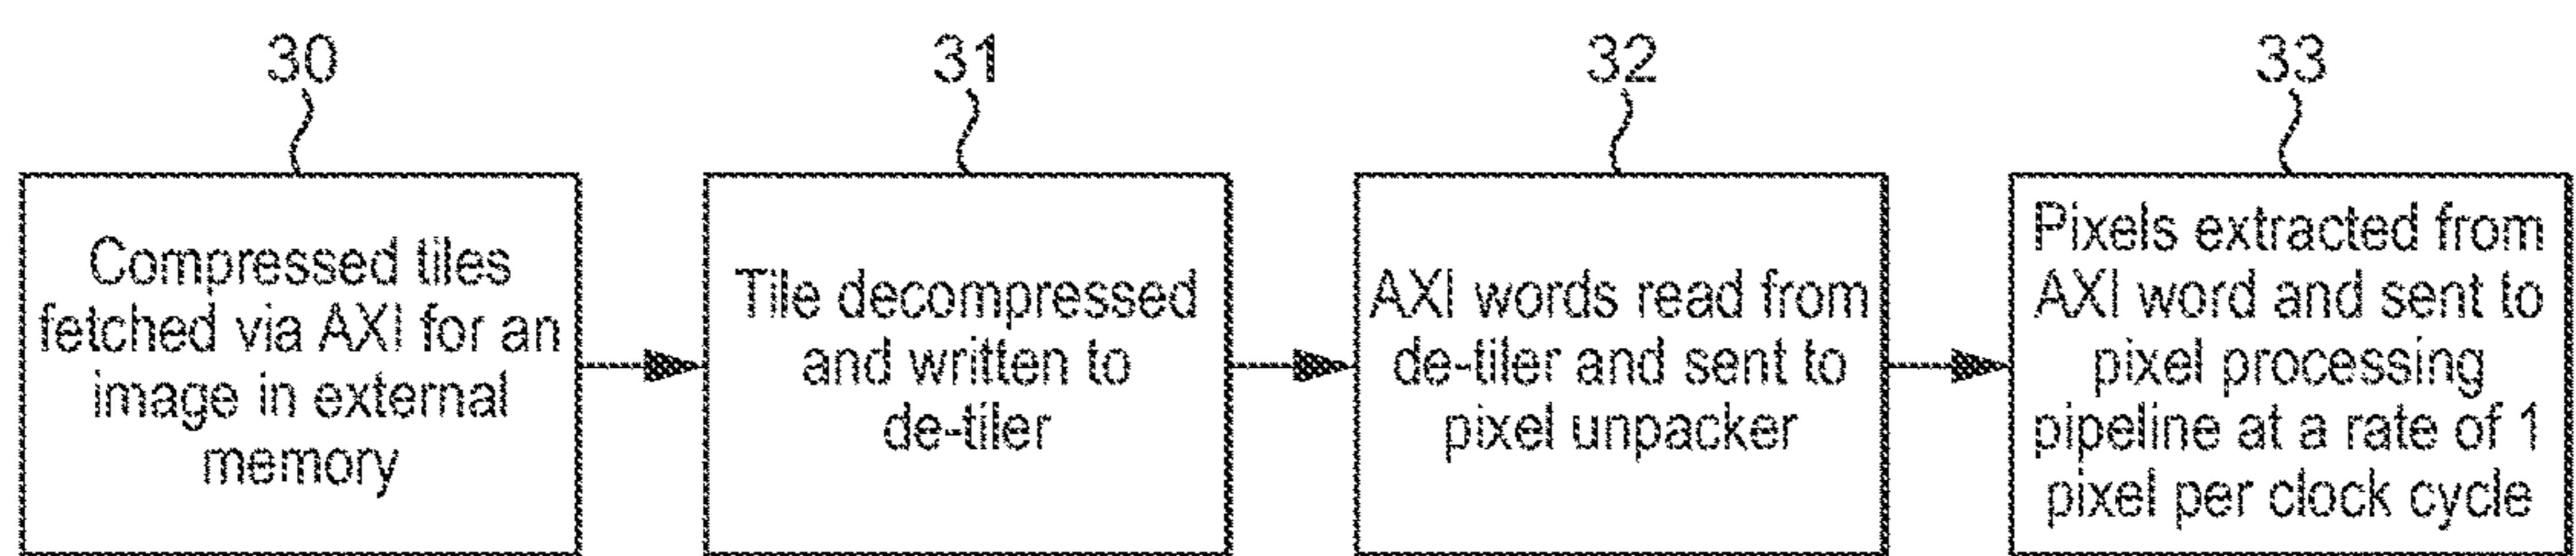 30
31
32
33
Compressed tiles
fetched via AXI for an
image in external
memory
Tile decompressed
and written to
de-tiler
AXI words read from
de-tiler and sent to
pixel unpacker
Pixels extracted from
AXI word and sent to
pixel processing
pipeline at a rate of 1
pixel per clock cycle